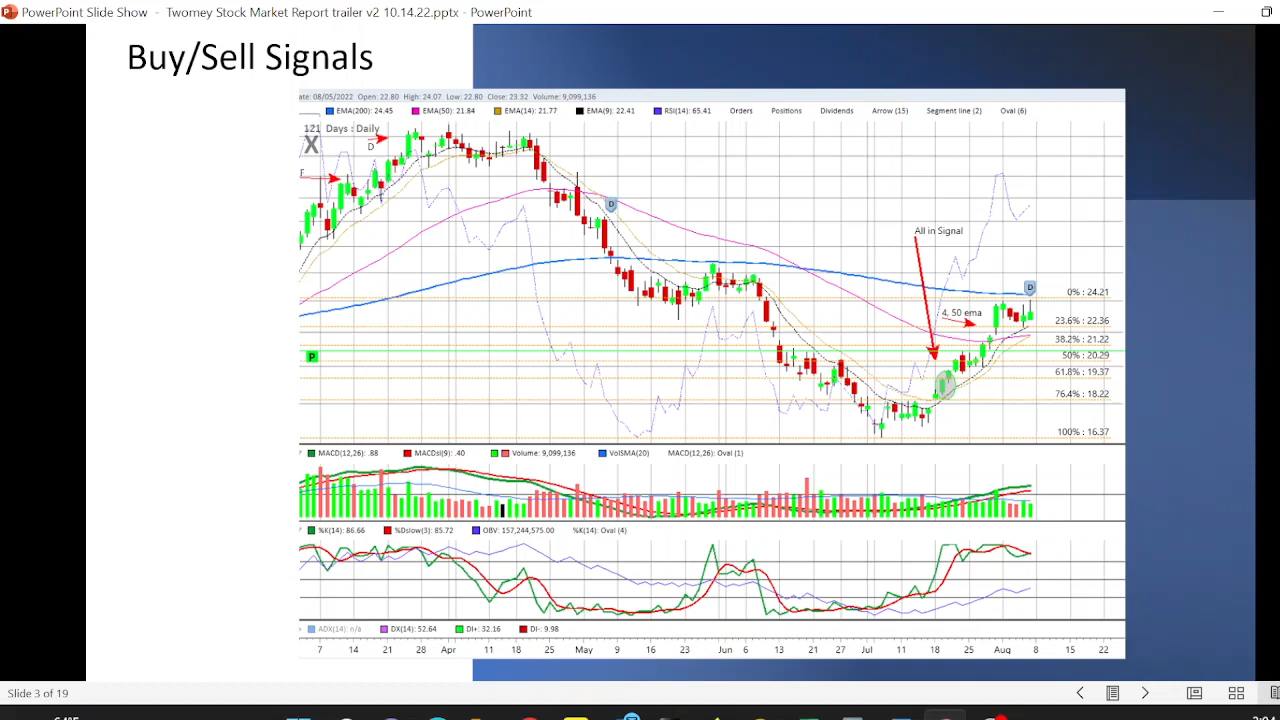 PowerPoint Slide Show - Twomey Stock Market Report trailer v2 10.14.22.pptx - PowerPoint
Buy/Sell Signals
ate: 08/05/2022 Open: 22.80 High: 24.07 Low: 22.80 Close: 23.32 Volume: 9,099,136
EMA(200): 24.45 EMA(50): 21.84 EMA(14): 21.77 EMA(9): 22.41 RSI(14): 65.41 Orders Positions Dividends Arrow (15) Segment line (2) Oval (6)
121 Days : Daily
X
D
F
D
All in Signal
D
0% : 24.21
4, 50 ema
23.6% : 22.36
38.2% : 21.22
P
50% : 20.29
61.8% : 19.37
76.4% : 18.22
100% : 16.37
MACD(12,26): .88 MACDsl(9): .40 Volume: 9,099,136 VolSMA(20) MACD(12,26): Oval (1)
%K(14): 86.66 %Dslow(3): 85.72 OBV: 157,244,575.00 %K(14): Oval (4)
ADX(14): n/a DX(14): 52.64 DI+: 32.16 DI-: 9.98
7 14 21 28 Apr 11 18 25 May 9 16 23 Jun 6 13 21 27 Jul 11 18 25 Aug 8 15 22
Slide 3 of 19